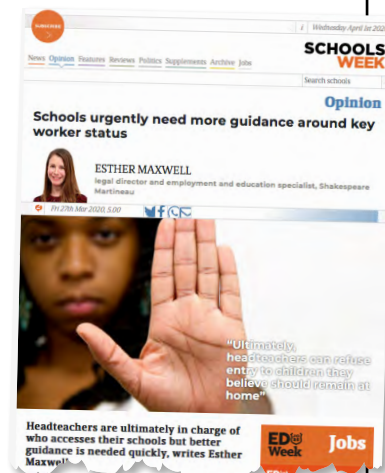 SUBSCRIBE
Wednesday April 1st 202
News Opinion Features Reviews Politics Supplements Archive Jobs
SCHOOLS
WEEK
Search schools
Opinion
Schools urgently need more guidance around key
worker status
ESTHER MAXWELL
legal director and employment and education specialist, Shakespeare
Martineau
Fri 27th Mar 2020, 5.00
"Ultimately,
headteachers can refuse
entry to children they
believe should remain at
home"
Headteachers are ultimately in charge of
who accesses their schools but better
guidance is needed quickly, writes Esther
Maxwell
ED
Week
Jobs